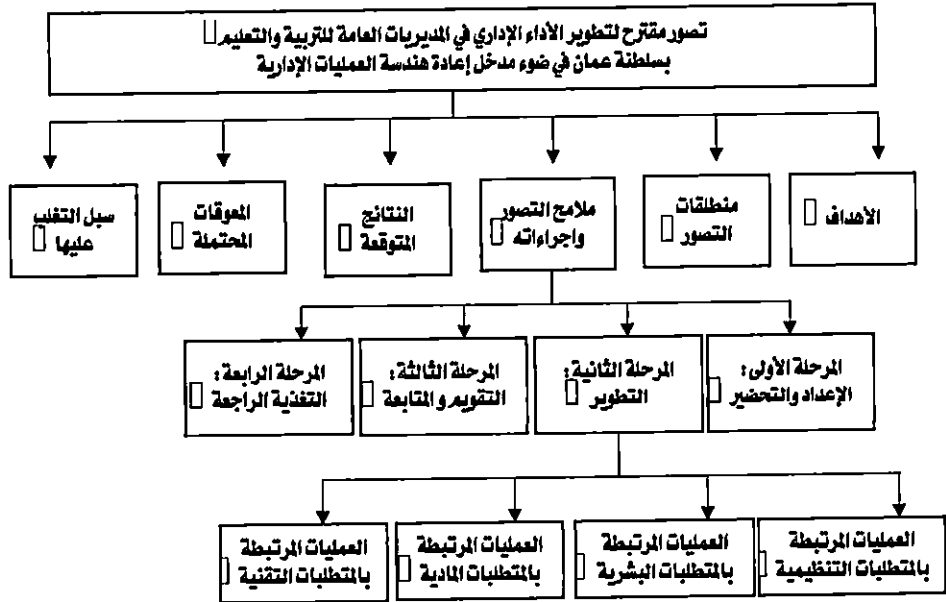 تصور مقترح لتطوير الأداء الإداري في المديريات العامة للتربية والتعليم
بسلطنة عمان في ضوء مدخل إعادة هندسة العمليات الإدارية
الأهداف
منطلقات
التصور
ملامح التصور
واجراءاته
النتائج
المتوقعة
المعوقات
المحتملة
سبل التغلب
عليها
المرحلة الأولى:
الإعداد والتحضير
المرحلة الثانية:
التطوير
المرحلة الثالثة:
التقويم والمتابعة
المرحلة الرابعة:
التغذية الراجعة
العمليات المرتبطة
بالمتطلبات التنظيمية
العمليات المرتبطة
بالمتطلبات البشرية
العمليات المرتبطة
بالمتطلبات المادية
العمليات المرتبطة
بالمتطلبات التقنية